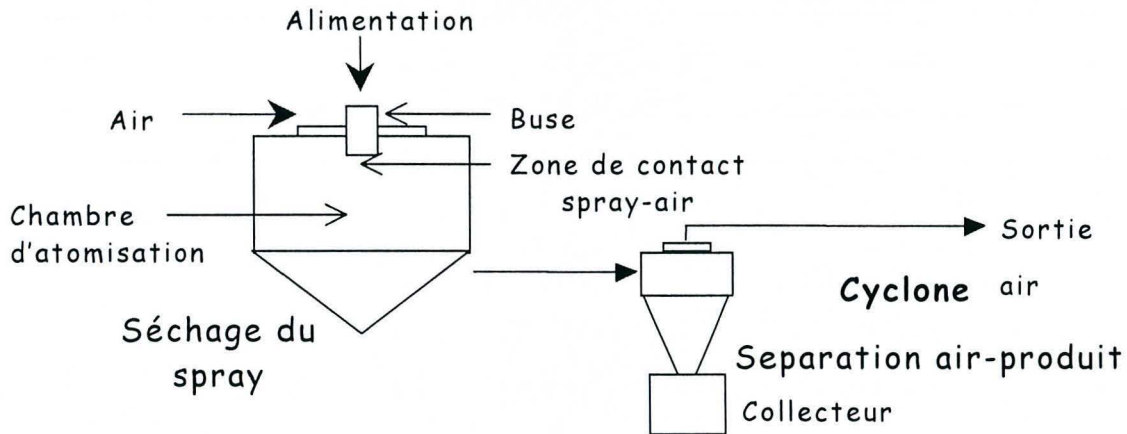 Alimentation
Air
Buse
Zone de contact
spray-air
Chambre
d'atomisation
Sortie
air
Cyclone
Séchage du
spray
Separation air-produit
Collecteur